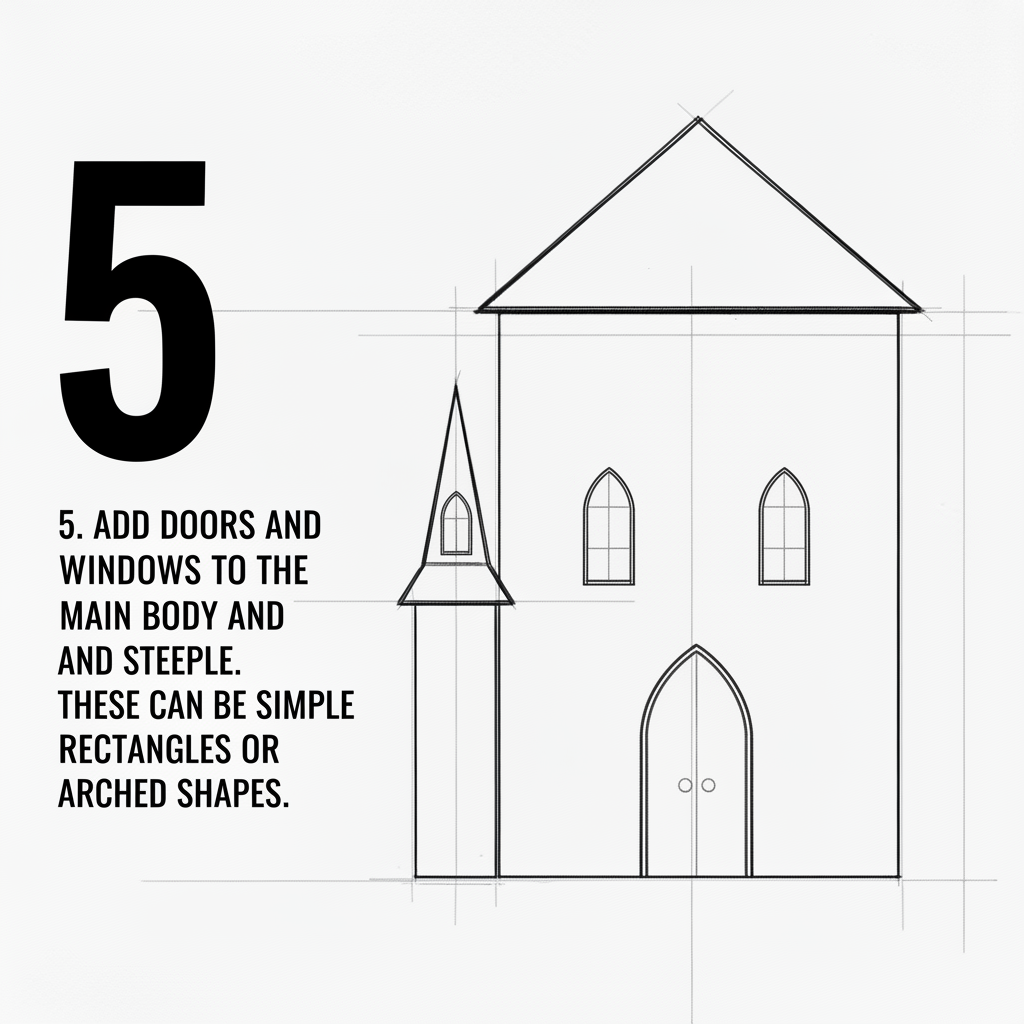 5
5. ADD DOORS AND
WINDOWS TO THE
MAIN BODY AND
AND STEEPLE.
THESE CAN BE SIMPLE
RECTANGLES OR
ARCHED SHAPES.